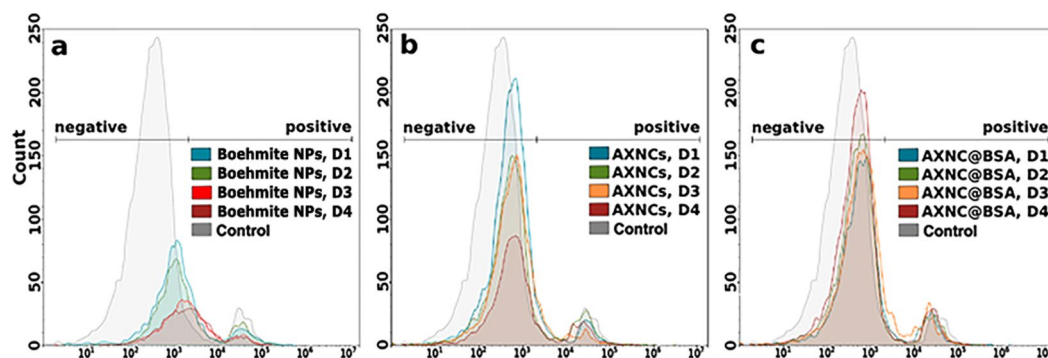 a
250
200
150
100
50
0
Count
negative
positive
Boehmite NPs, D1
Boehmite NPs, D2
Boehmite NPs, D3
Boehmite NPs, D4
Control
10¹ 10² 10³ 10⁴ 10⁵ 10⁶ 10⁷
b
250
200
150
100
50
0
negative
positive
AXNCs, D1
AXNCs, D2
AXNCs, D3
AXNCs, D4
Control
10¹ 10² 10³ 10⁴ 10⁵ 10⁶ 10⁷
c
250
200
150
100
50
0
negative
positive
AXNC@BSA, D1
AXNC@BSA, D2
AXNC@BSA, D3
AXNC@BSA, D4
Control
10¹ 10² 10³ 10⁴ 10⁵ 10⁶ 10⁷